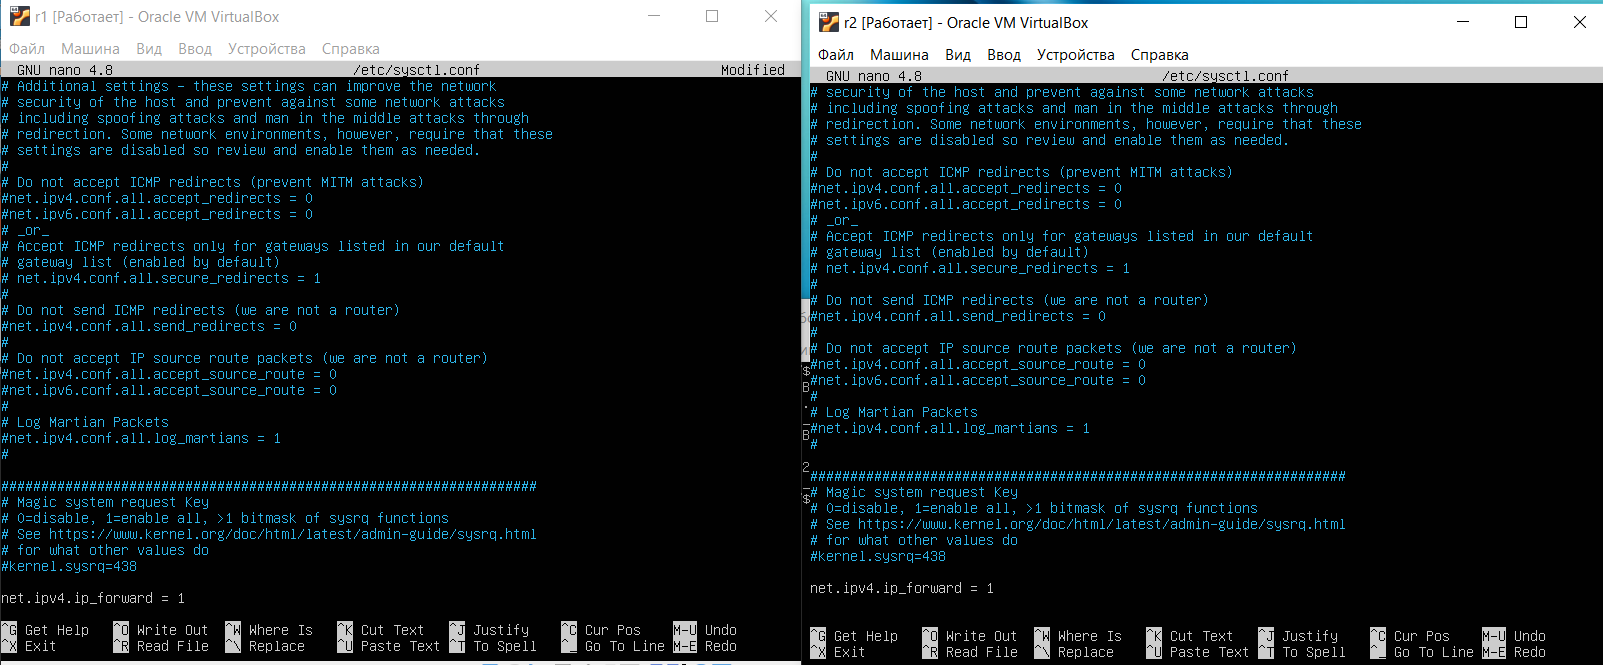 r1 [Работает] - Oracle VM VirtualBox
Файл Машина Вид Ввод Устройства Справка
GNU nano 4.8 /etc/sysctl.conf Modified
# Additional settings – these settings can improve the network
# security of the host and prevent against some network attacks
# including spoofing attacks and man in the middle attacks through
# redirection. Some network environments, however, require that these
# settings are disabled so review and enable them as needed.
#
# Do not accept ICMP redirects (prevent MITM attacks)
#net.ipv4.conf.all.accept_redirects = 0
#net.ipv6.conf.all.accept_redirects = 0
# _or_
# Accept ICMP redirects only for gateways listed in our default
# gateway list (enabled by default)
# net.ipv4.conf.all.secure_redirects = 1
#
# Do not send ICMP redirects (we are not a router)
#net.ipv4.conf.all.send_redirects = 0
#
# Do not accept IP source route packets (we are not a router)
#net.ipv4.conf.all.accept_source_route = 0
#net.ipv6.conf.all.accept_source_route = 0
#
# Log Martian Packets
#net.ipv4.conf.all.log_martians = 1
#
###################################################################
# Magic system request Key
# 0=disable, 1=enable all, >1 bitmask of sysrq functions
# See https://www.kernel.org/doc/html/latest/admin-guide/sysrq.html
# for what other values do
#kernel.sysrq=438
net.ipv4.ip_forward = 1
^G Get Help ^O Write Out ^W Where Is ^K Cut Text ^J Justify ^C Cur Pos M-U Undo
^X Exit ^R Read File ^\ Replace ^U Paste Text ^T To Spell ^_ Go To Line M-E Redo
r2 [Работает] - Oracle VM VirtualBox
Файл Машина Вид Ввод Устройства Справка
GNU nano 4.8 /etc/sysctl.conf
# security of the host and prevent against some network attacks
# including spoofing attacks and man in the middle attacks through
# redirection. Some network environments, however, require that these
# settings are disabled so review and enable them as needed.
#
# Do not accept ICMP redirects (prevent MITM attacks)
#net.ipv4.conf.all.accept_redirects = 0
#net.ipv6.conf.all.accept_redirects = 0
# _or_
# Accept ICMP redirects only for gateways listed in our default
# gateway list (enabled by default)
# net.ipv4.conf.all.secure_redirects = 1
#
# Do not send ICMP redirects (we are not a router)
#net.ipv4.conf.all.send_redirects = 0
#
# Do not accept IP source route packets (we are not a router)
#net.ipv4.conf.all.accept_source_route = 0
#net.ipv6.conf.all.accept_source_route = 0
#
# Log Martian Packets
#net.ipv4.conf.all.log_martians = 1
#
###################################################################
# Magic system request Key
# 0=disable, 1=enable all, >1 bitmask of sysrq functions
# See https://www.kernel.org/doc/html/latest/admin-guide/sysrq.html
# for what other values do
#kernel.sysrq=438
net.ipv4.ip_forward = 1
^G Get Help ^O Write Out ^W Where Is ^K Cut Text ^J Justify ^C Cur Pos M-U Undo
^X Exit ^R Read File ^\ Replace ^U Paste Text ^T To Spell ^_ Go To Line M-E Redo